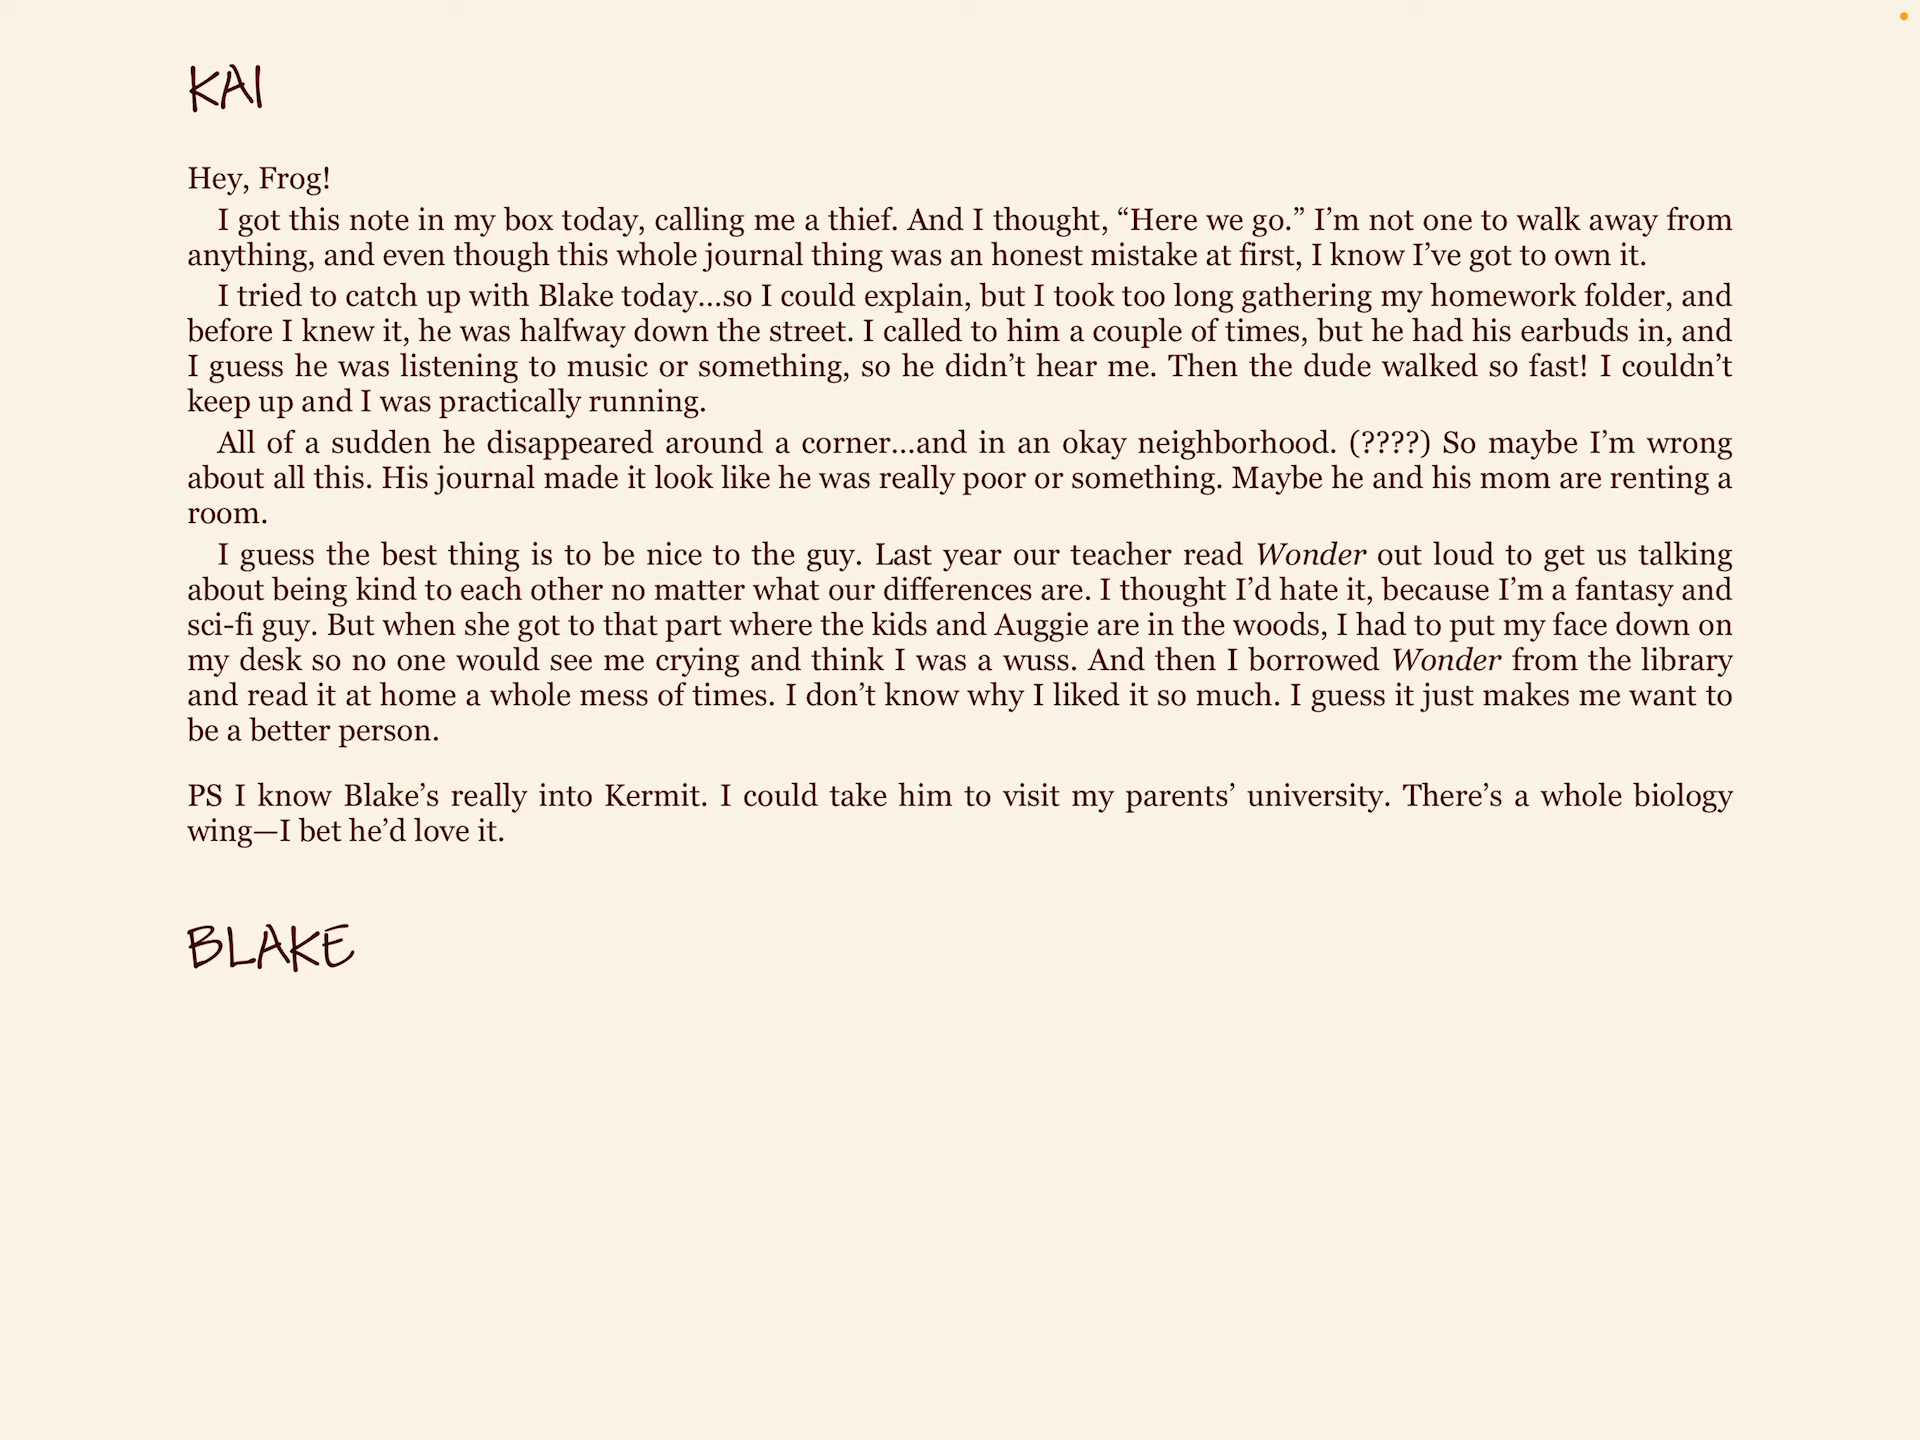 KAI
Hey, Frog!
I got this note in my box today, calling me a thief. And I thought, “Here we go.” I’m not one to walk away from
anything, and even though this whole journal thing was an honest mistake at first, I know I’ve got to own it.
I tried to catch up with Blake today...so I could explain, but I took too long gathering my homework folder, and
before I knew it, he was halfway down the street. I called to him a couple of times, but he had his earbuds in, and
I guess he was listening to music or something, so he didn’t hear me. Then the dude walked so fast! I couldn’t
keep up and I was practically running.
All of a sudden he disappeared around a corner...and in an okay neighborhood. (????) So maybe I’m wrong
about all this. His journal made it look like he was really poor or something. Maybe he and his mom are renting a
room.
I guess the best thing is to be nice to the guy. Last year our teacher read Wonder out loud to get us talking
about being kind to each other no matter what our differences are. I thought I’d hate it, because I’m a fantasy and
sci-fi guy. But when she got to that part where the kids and Auggie are in the woods, I had to put my face down on
my desk so no one would see me crying and think I was a wuss. And then I borrowed Wonder from the library
and read it at home a whole mess of times. I don’t know why I liked it so much. I guess it just makes me want to
be a better person.
PS I know Blake’s really into Kermit. I could take him to visit my parents’ university. There’s a whole biology
wing—I bet he’d love it.
BLAKE